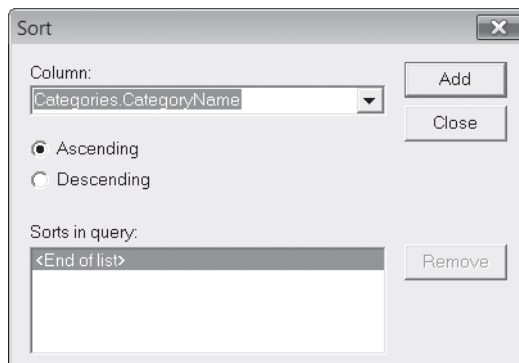 Sort
Column:
Categories.CategoryName
Add
Close
Ascending
Descending
Sorts in query:
<End of list>
Remove